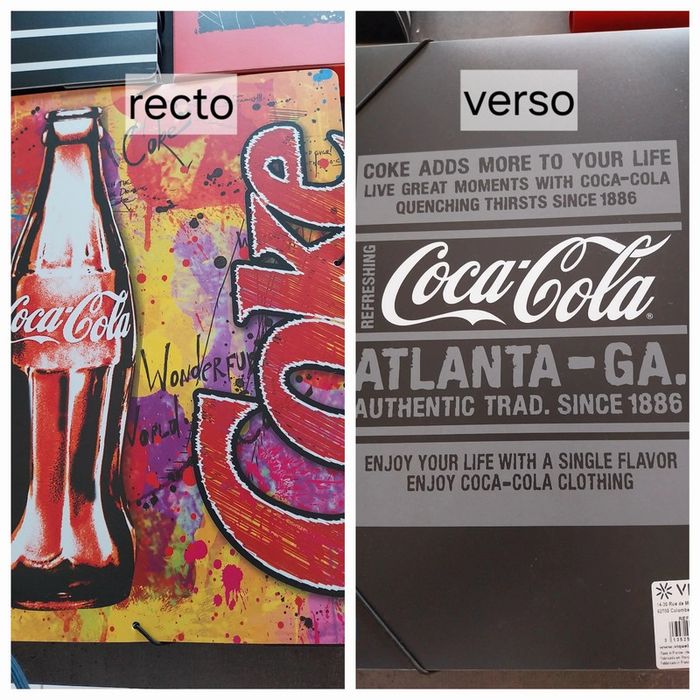 recto
Coke
Coca-Cola
Wonderful
World
Coke
verso
COKE ADDS MORE TO YOUR LIFE
LIVE GREAT MOMENTS WITH COCA-COLA
QUENCHING THIRSTS SINCE 1886
REFRESHING
Coca-Cola
ATLANTA-GA.
AUTHENTIC TRAD. SINCE 1886
ENJOY YOUR LIFE WITH A SINGLE FLAVOR
ENJOY COCA-COLA CLOTHING